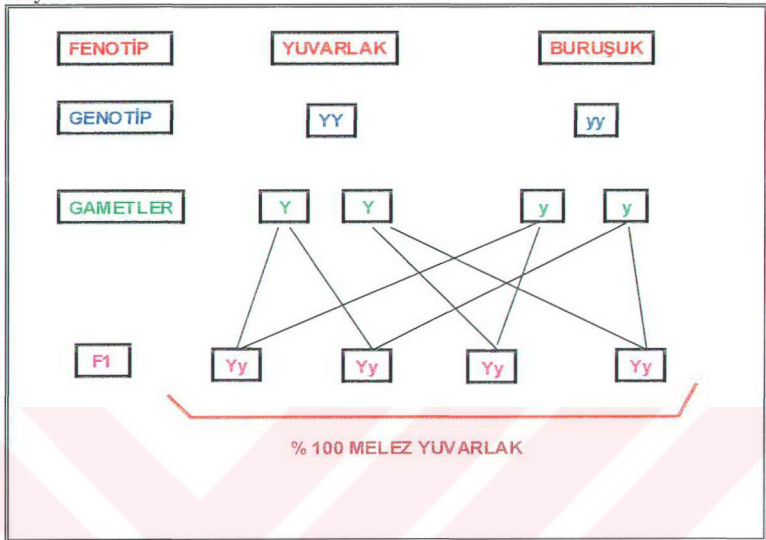 FENOTİP YUVARLAK BURUŞUK
GENOTİP YY yy
GAMETLER Y Y y y
F1 Yy Yy Yy Yy
% 100 MELEZ YUVARLAK